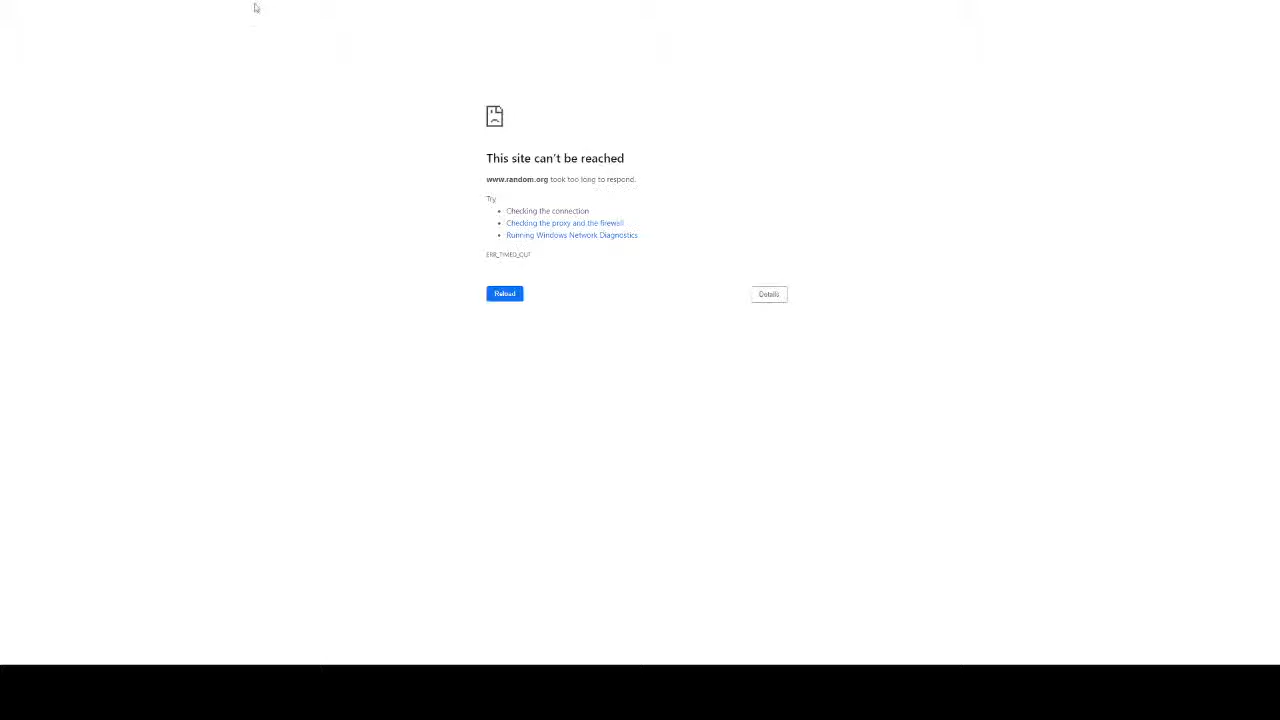 This site can't be reached
www.random.org took too long to respond.
Try:
Checking the connection
Checking the proxy and the firewall
Running Windows Network Diagnostics
ERR_TIMED_OUT
Reload
Details